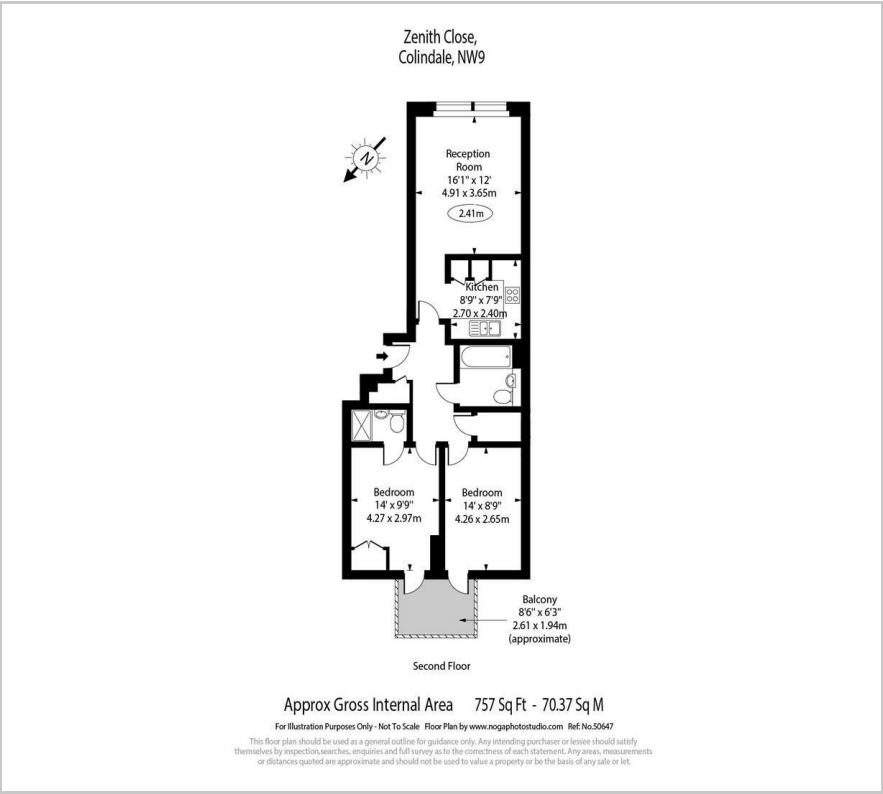 Zenith Close,
Colindale, NW9
N
Reception
Room
16'1" x 12'
4.91 x 3.65m
2.41m
Kitchen
8'9" x 7'9"
2.70 x 2.40m
Bedroom
14' x 9'9"
4.27 x 2.97m
Bedroom
14' x 8'9"
4.26 x 2.65m
Balcony
8'6" x 6'3"
2.61 x 1.94m
(approximate)
Second Floor
Approx Gross Internal Area 757 Sq Ft - 70.37 Sq M
For Illustration Purposes Only - Not To Scale Floor Plan by www.nogaphotostudio.com Ref: No.50647
This floor plan should be used as a general outline for guidance only. Any intending purchaser or lessee should satisfy
themselves by inspection,searches, enquiries and full survey as to the correctness of each statement. Any areas, measurements
or distances quoted are approximate and should not be used to value a property or be the basis of any sale or let.